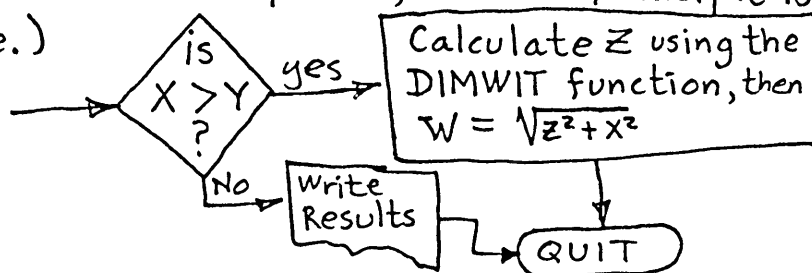 e.)
is
X > Y
?
yes
Calculate Z using the
DIMWIT function, then
W = √z²+x²
No
Write
Results
QUIT